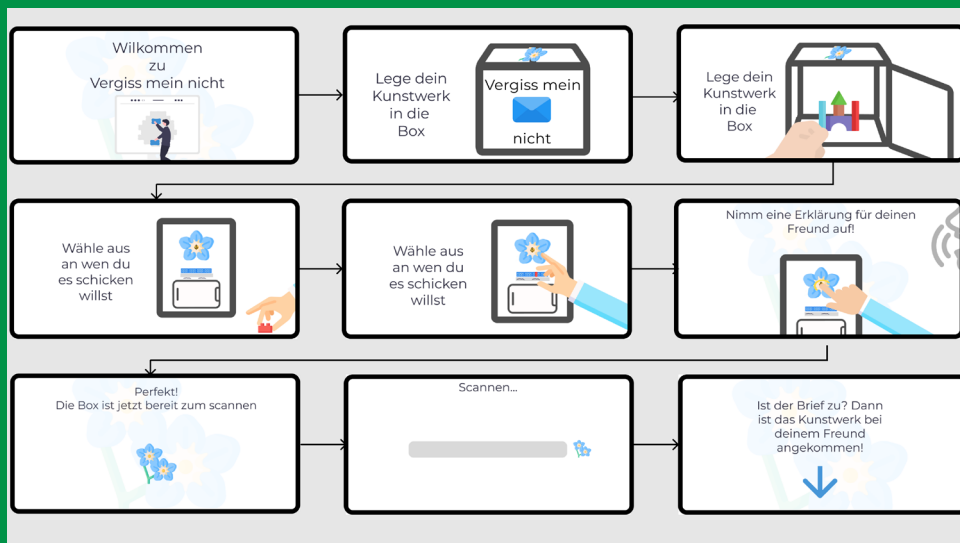 Wilkommen
zu
Vergiss mein nicht
Lege dein
Kunstwerk
in die
Box
Vergiss mein
nicht
Lege dein
Kunstwerk
in die
Box
Wähle aus
an wen du
es schicken
willst
Wähle aus
an wen du
es schicken
willst
Nimm eine Erklärung für deinen
Freund auf!
Perfekt!
Die Box ist jetzt bereit zum scannen
Scannen...
Ist der Brief zu? Dann
ist das Kunstwerk bei
deinem Freund
angekommen!